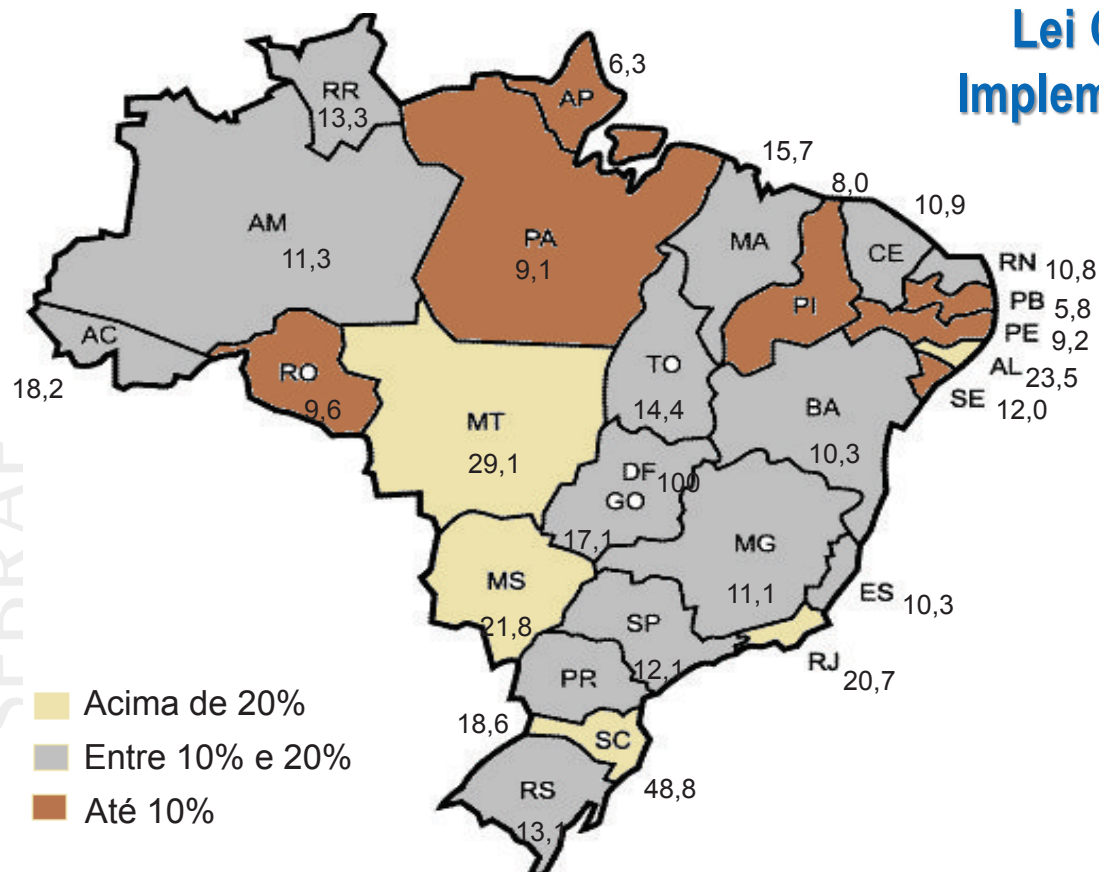 Lei
Implem
RR
13,3
AP
6,3
AM
11,3
PA
9,1
MA
15,7
8,0
PI
CE
10,9
RN 10,8
PB 5,8
PE 9,2
AL 23,5
SE 12,0
AC
18,2
RO
9,6
MT
29,1
TO
14,4
BA
10,3
DF 100
GO
17,1
MG
11,1
ES 10,3
MS
21,8
SP
12,1
RJ 20,7
PR
18,6
SC
48,8
RS
13,1
Acima de 20%
Entre 10% e 20%
Até 10%